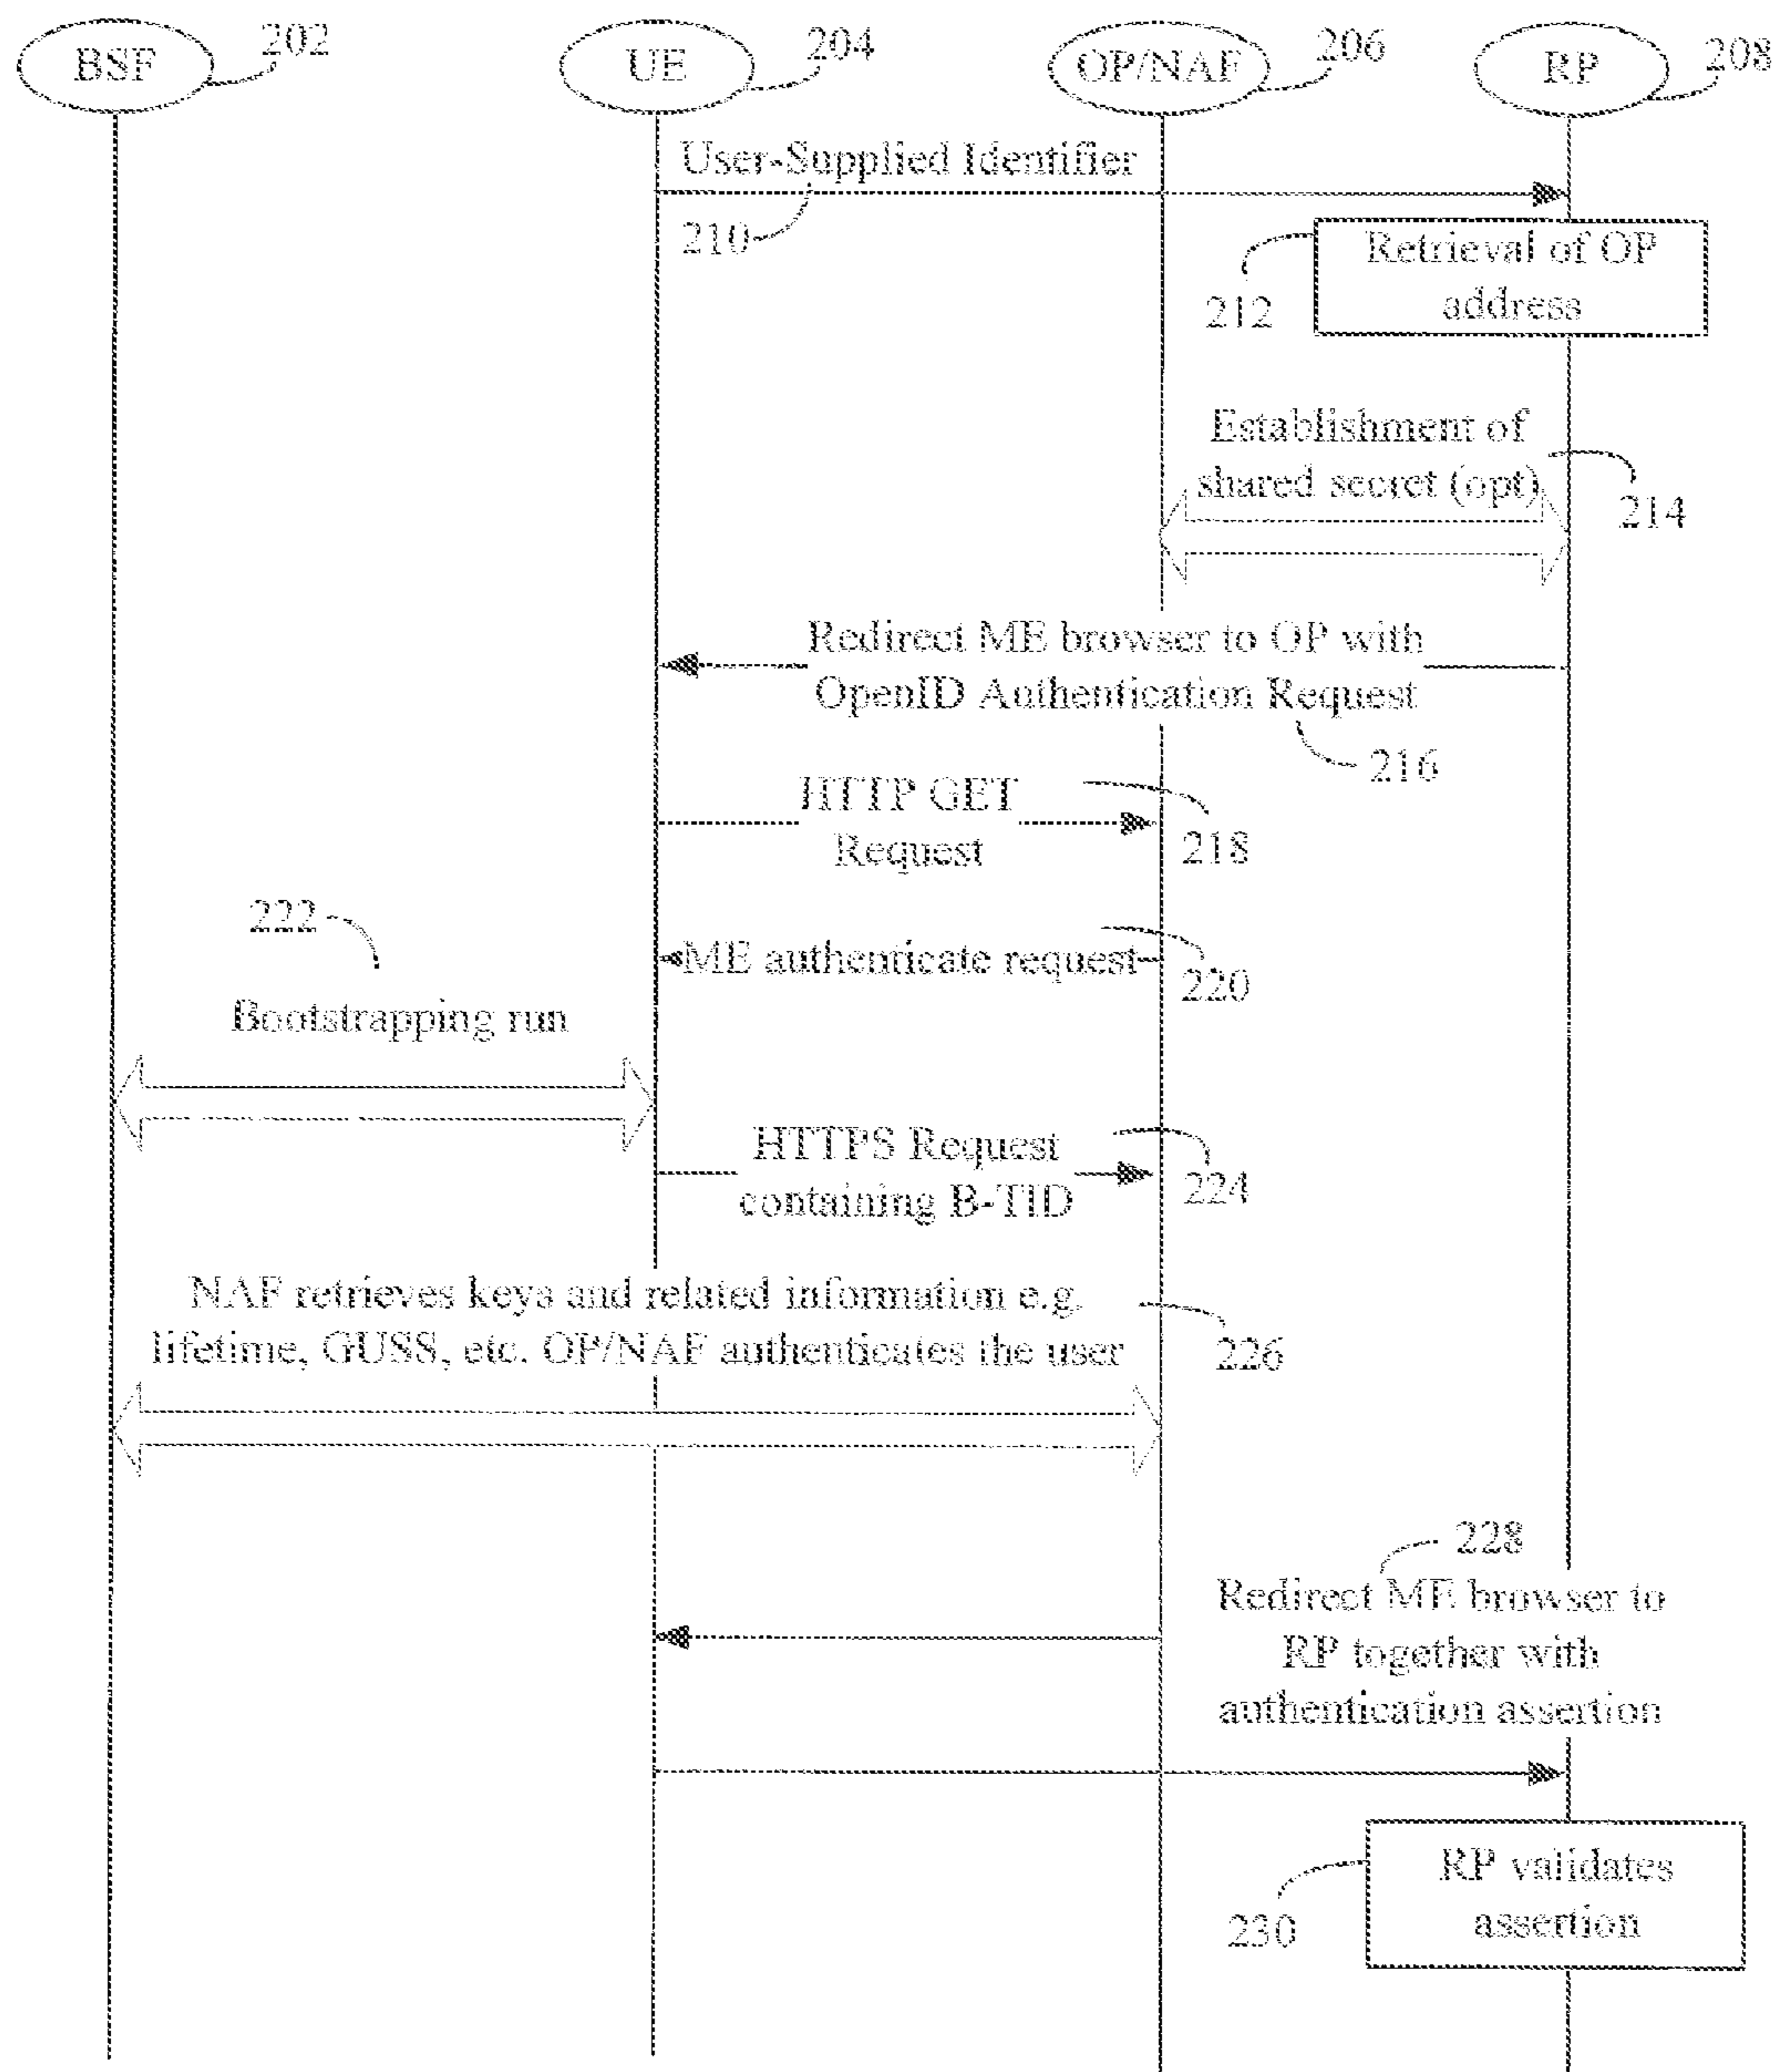 BSF
202
UE
204
OP/NAF
206
RP
208
User-Supplied Identifier
210
Retrieval of OP
address
212
Establishment of
shared secret (opt)
214
Redirect ME browser to OP with
OpenID Authentication Request
216
HTTP GET
Request
218
222
ME authenticate request
220
Bootstrapping run
HTTPS Request
containing B-TID
224
NAF retrieves keys and related information e.g.
lifetime, GUSS, etc. OP/NAF authenticates the user
226
228
Redirect ME browser to
RP together with
authentication assertion
RP validates
assertion
230